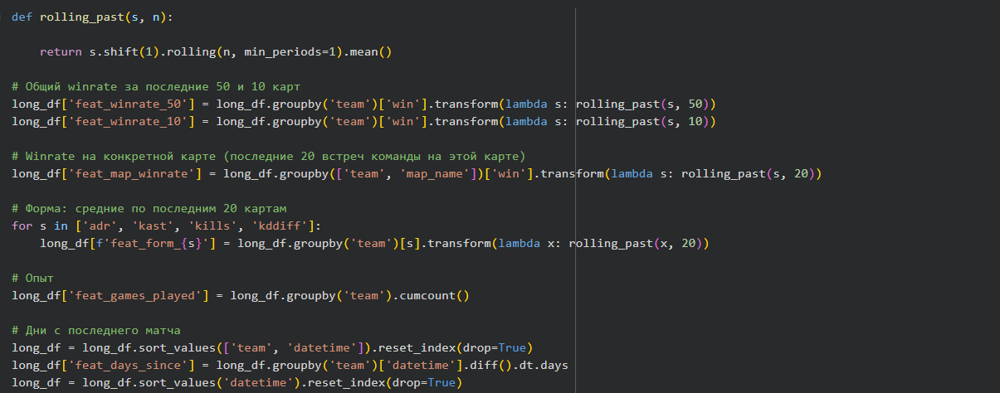 def rolling_past(s, n):
return s.shift(1).rolling(n, min_periods=1).mean()
# Общий winrate за последние 50 и 10 карт
long_df['feat_winrate_50'] = long_df.groupby('team')['win'].transform(lambda s: rolling_past(s, 50))
long_df['feat_winrate_10'] = long_df.groupby('team')['win'].transform(lambda s: rolling_past(s, 10))
# Winrate на конкретной карте (последние 20 встреч команды на этой карте)
long_df['feat_map_winrate'] = long_df.groupby(['team', 'map_name'])['win'].transform(lambda s: rolling_past(s, 20))
# Форма: средние по последним 20 картам
for s in ['adr', 'kast', 'kills', 'kddiff']:
long_df[f'feat_form_{s}'] = long_df.groupby('team')[s].transform(lambda x: rolling_past(x, 20))
# Опыт
long_df['feat_games_played'] = long_df.groupby('team').cumcount()
# Дни с последнего матча
long_df = long_df.sort_values(['team', 'datetime']).reset_index(drop=True)
long_df['feat_days_since'] = long_df.groupby('team')['datetime'].diff().dt.days
long_df = long_df.sort_values('datetime').reset_index(drop=True)